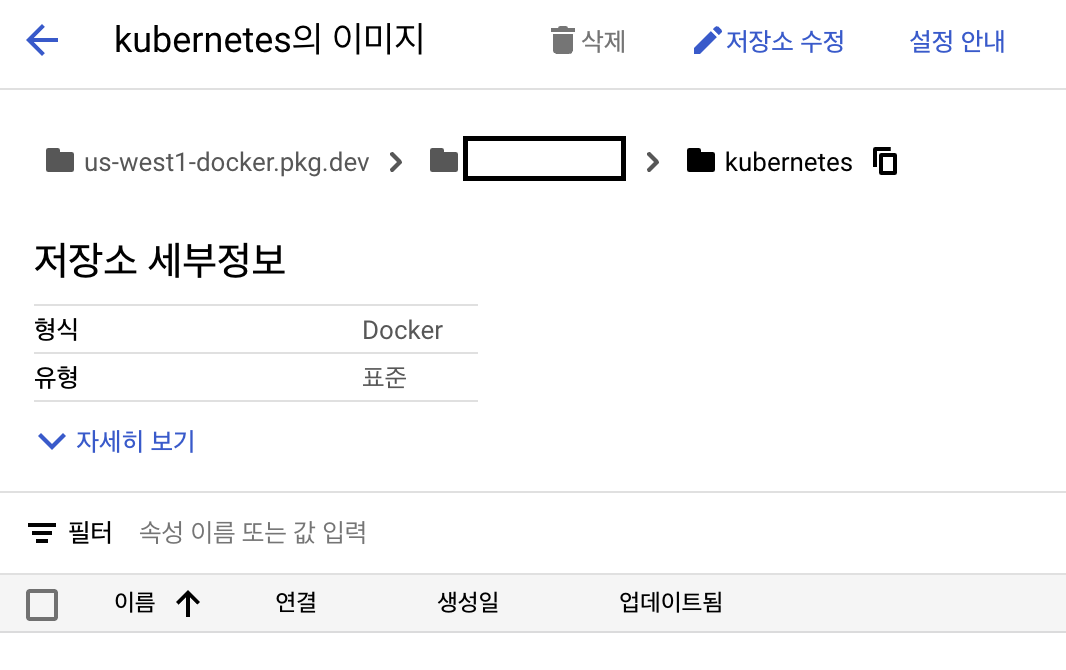 kubernetes의 이미지 삭제 저장소 수정 설정 안내
us-west1-docker.pkg.dev kubernetes
저장소 세부정보
형식 Docker
유형 표준
자세히 보기
필터 속성 이름 또는 값 입력
이름 연결 생성일 업데이트됨